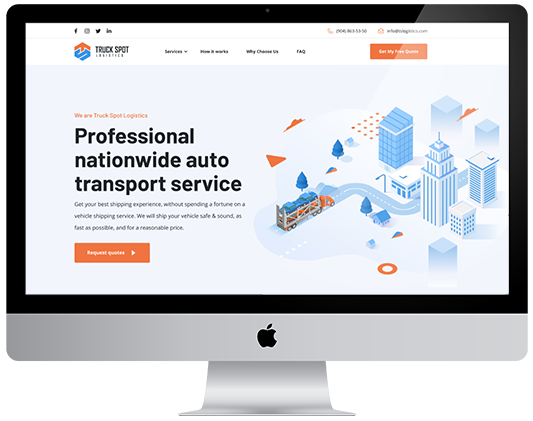 (904) 863-53-50 info@tslogistics.com
TRUCK SPOT
LOGISTICS
Services How it works Why Choose Us FAQ
Get My Free Quote
We are Truck Spot Logistics
Professional
nationwide auto
transport service
Get your best shipping experience, without spending a fortune on a
vehicle shipping service. We will ship your vehicle safe & sound, as
fast as possible, and for a reasonable price.
Request quotes